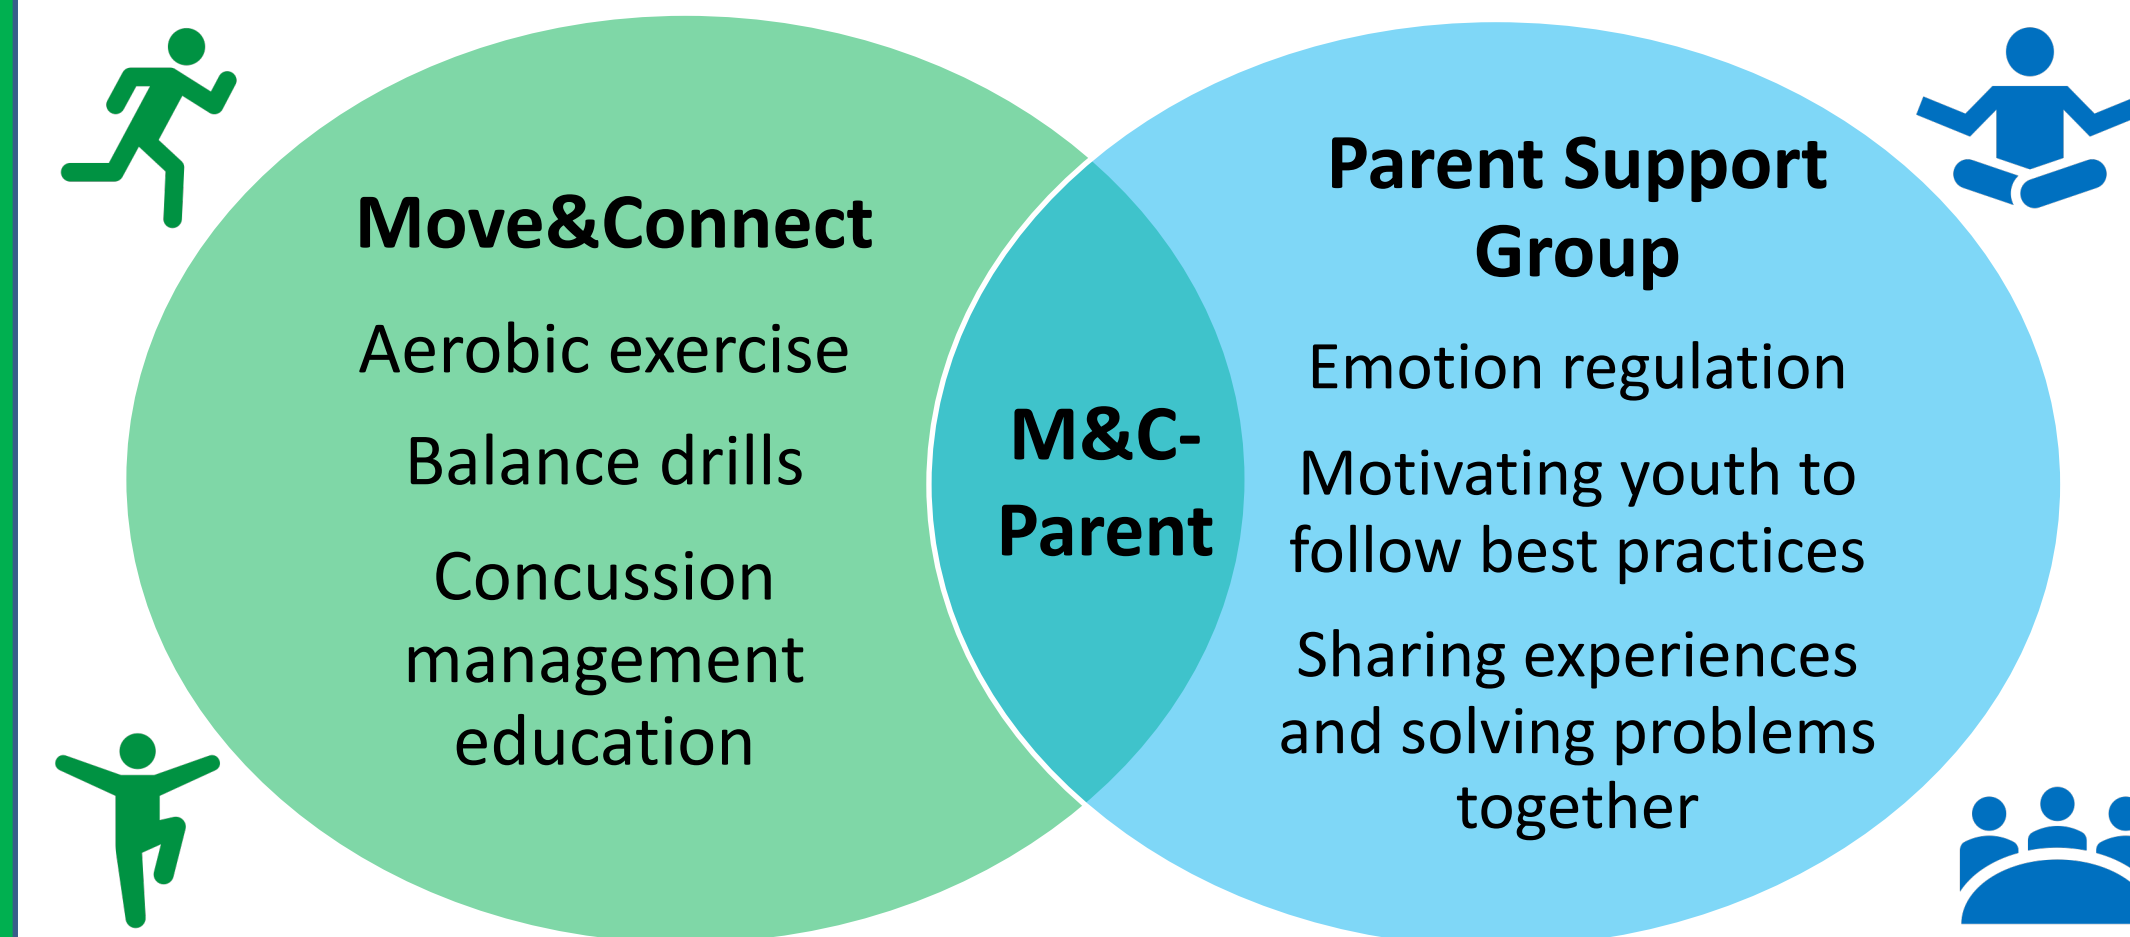 Move&Connect
Aerobic exercise
Balance drills
Concussion
management
education
M&C-
Parent
Parent Support
Group
Emotion regulation
Motivating youth to
follow best practices
Sharing experiences
and solving problems
together